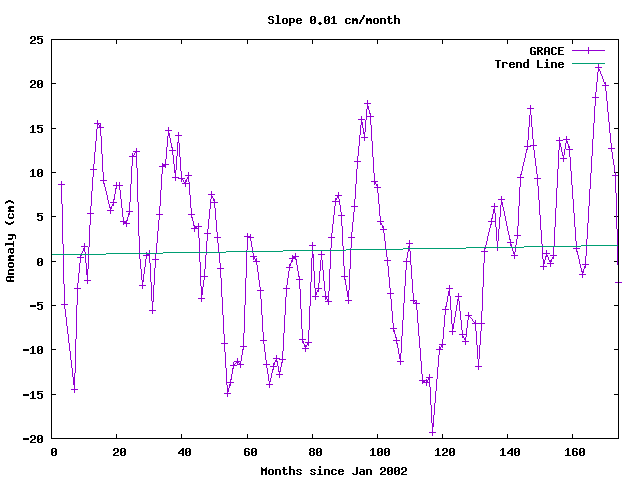 Slope 0.01 cm/month
25
20
15
10
5
0
-5
-10
-15
-20
Anomaly (cm)
GRACE
Trend Line
0 20 40 60 80 100 120 140 160
Months since Jan 2002